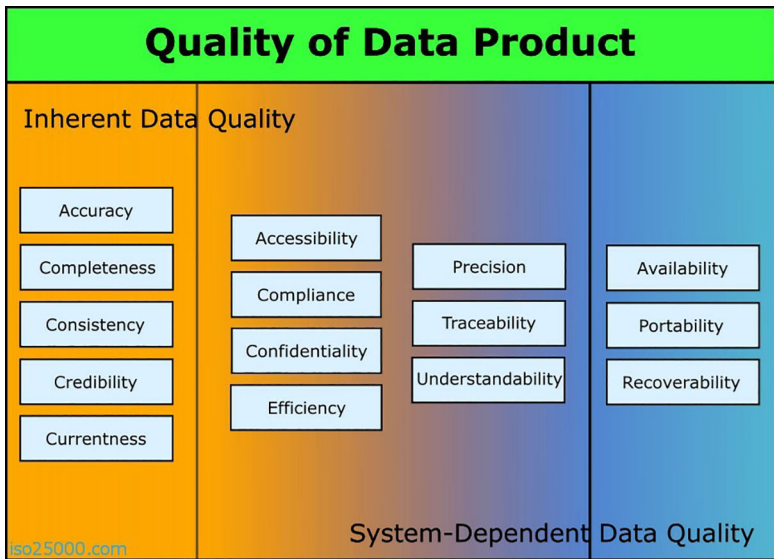 Quality of Data Product
Inherent Data Quality
Accuracy
Completeness
Consistency
Credibility
Currentness
Accessibility
Compliance
Confidentiality
Efficiency
Precision
Traceability
Understandability
Availability
Portability
Recoverability
System-Dependent Data Quality
iso25000.com